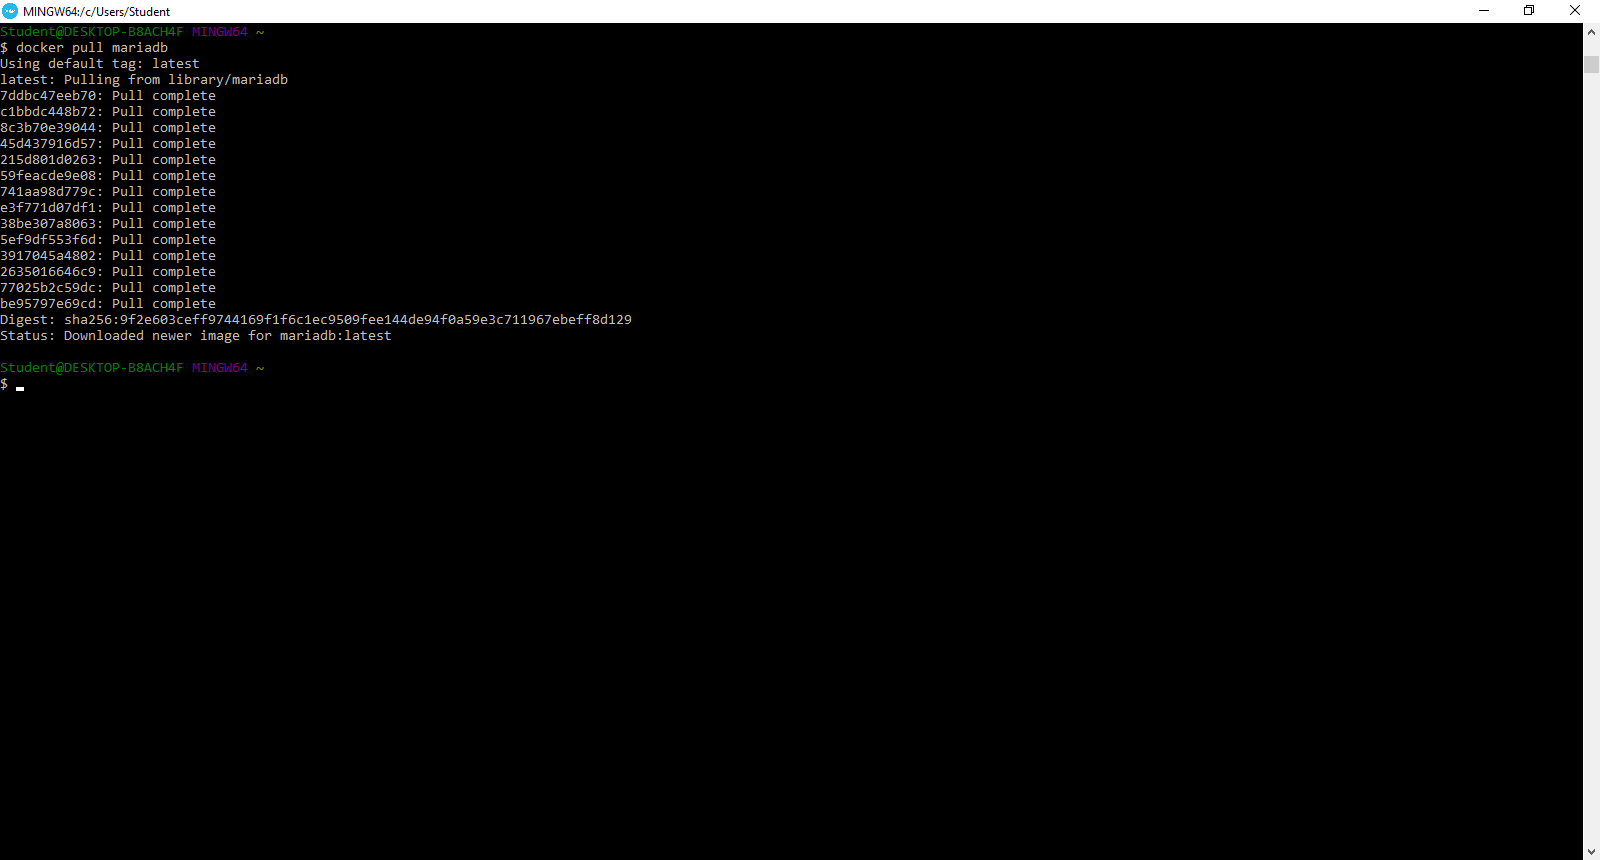 MINGW64:/c/Users/Student
Student@DESKTOP-B8ACH4F MINGW64 ~
$ docker pull mariadb
Using default tag: latest
latest: Pulling from library/mariadb
7ddbc47eeb70: Pull complete
c1bbdc448b72: Pull complete
8c3b70e39044: Pull complete
45d437916d57: Pull complete
215d801d0263: Pull complete
59feacde9e08: Pull complete
741aa98d779c: Pull complete
e3f771d07df1: Pull complete
38be307a8063: Pull complete
5ef9df553f6d: Pull complete
3917045a4802: Pull complete
2635016646c9: Pull complete
77025b2c59dc: Pull complete
be95797e69cd: Pull complete
Digest: sha256:9f2e603ceff9744169f1f6c1ec9509fee144de94f0a59e3c711967ebeff8d129
Status: Downloaded newer image for mariadb:latest
Student@DESKTOP-B8ACH4F MINGW64 ~
$